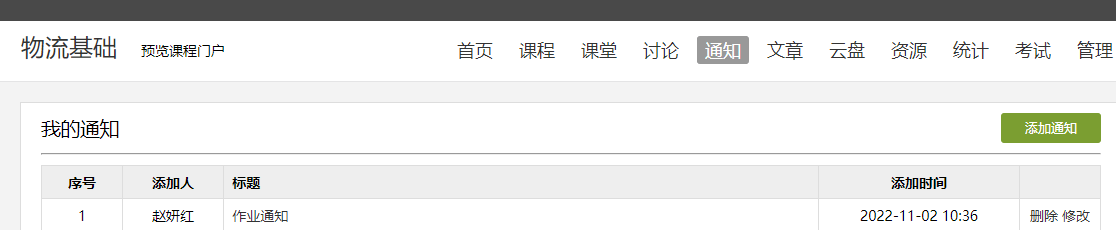 物流基础 预览课程门户 首页 课程 课堂 讨论 通知 文章 云盘 资源 统计 考试 管理
我的通知 添加通知
序号 添加人 标题 添加时间
1 赵妍红 作业通知 2022-11-02 10:36 删除 修改